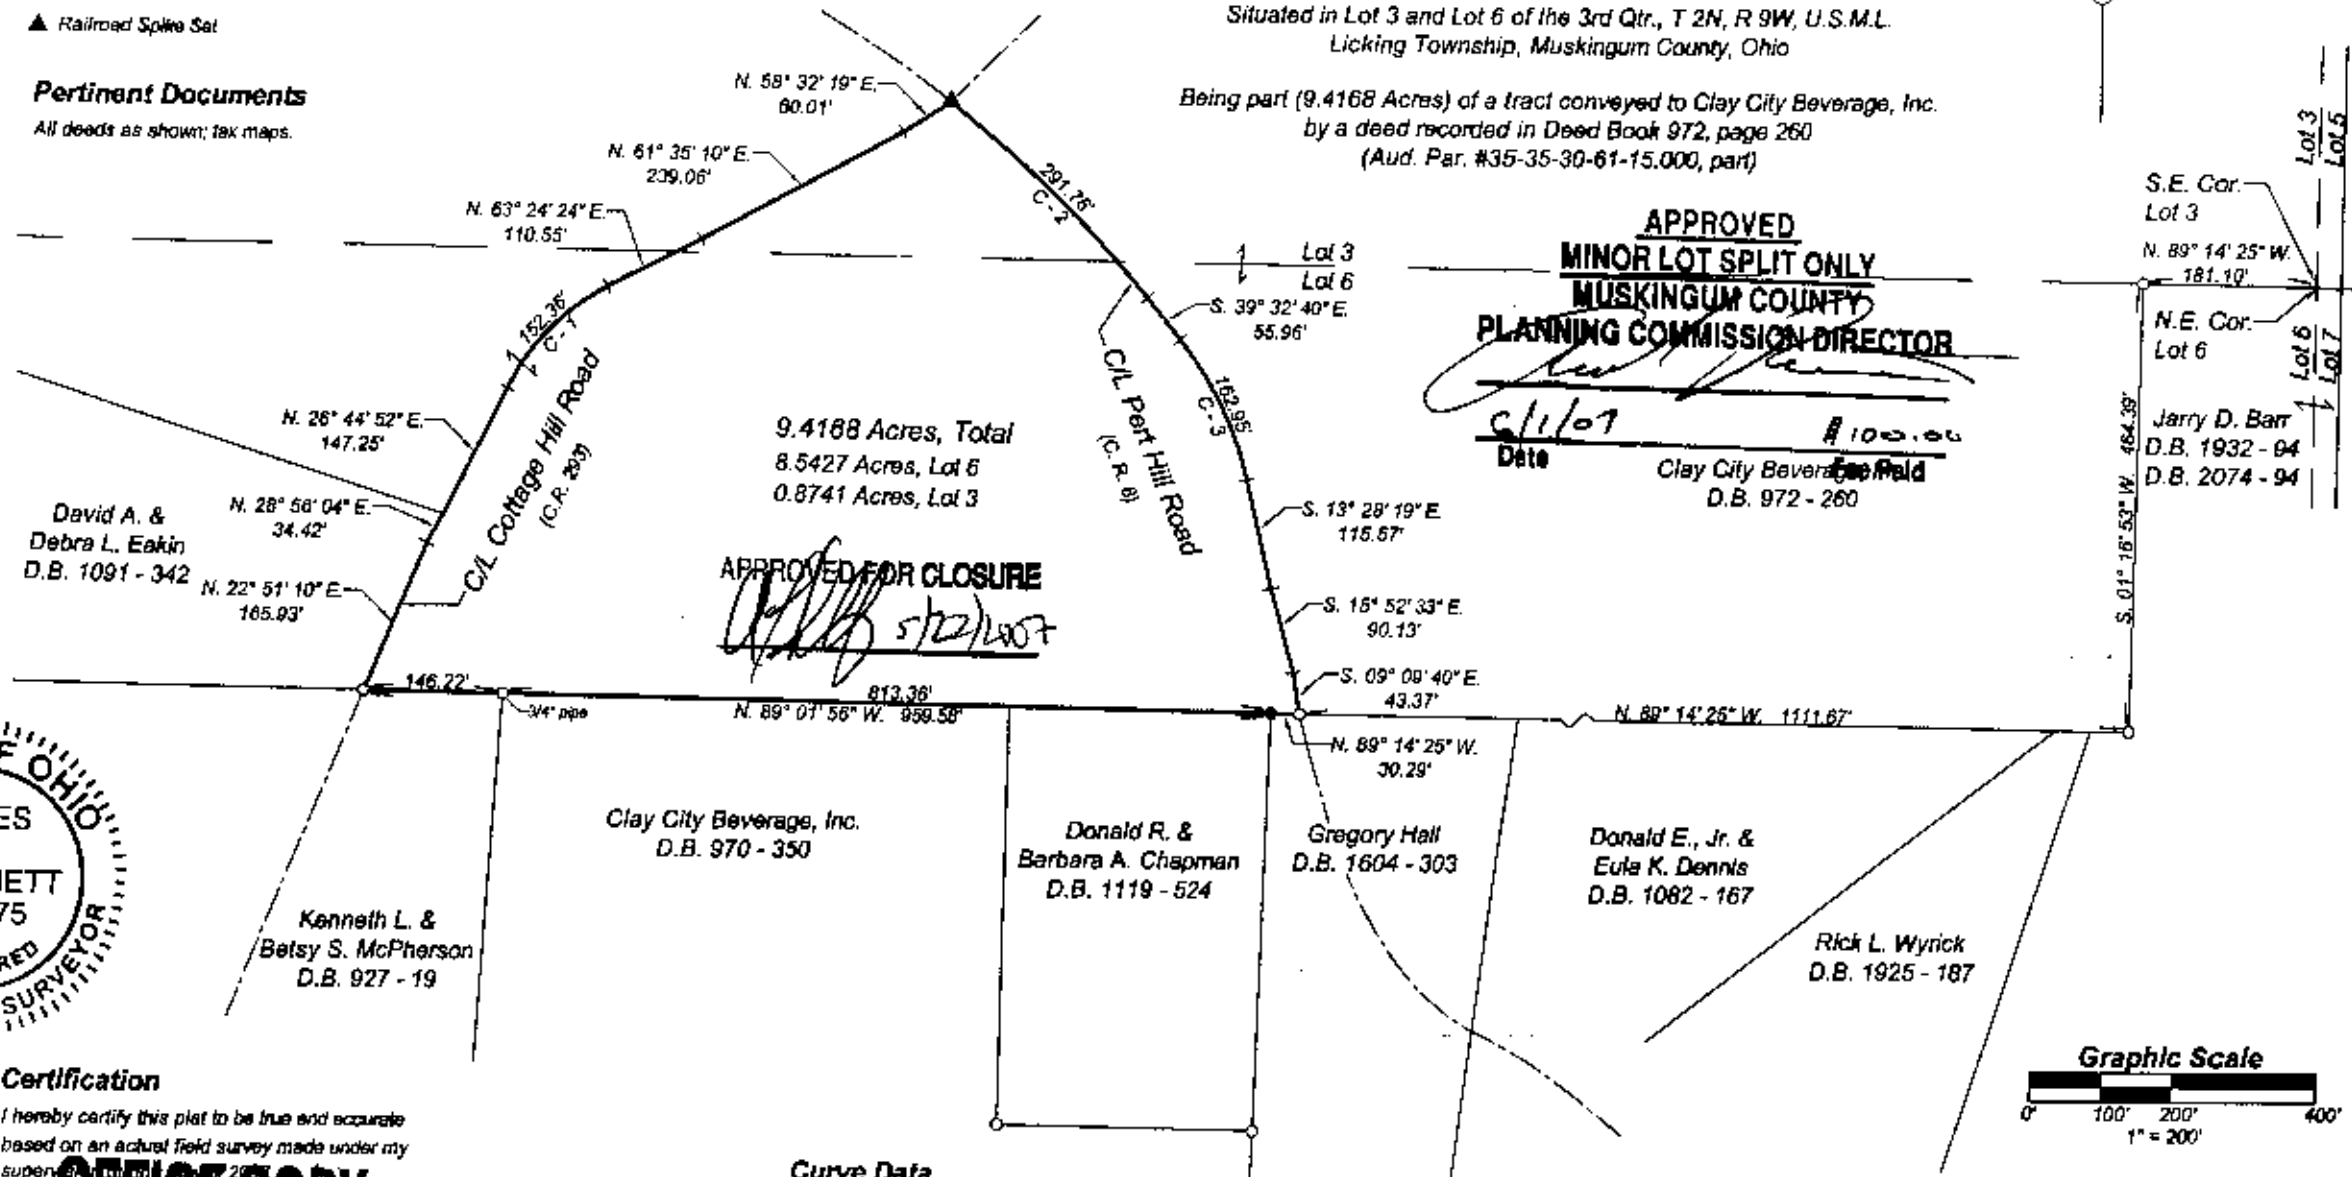 ▲ Railroad Spike Set
Pertinent Documents
All deeds as shown; tax maps.
Situated in Lot 3 and Lot 6 of the 3rd Qtr., T 2N, R 9W, U.S.M.L.
Licking Township, Muskingum County, Ohio
Being part (9.4168 Acres) of a tract conveyed to Clay City Beverage, Inc.
by a deed recorded in Deed Book 972, page 260
(Aud. Par. #35-35-30-61-15.000, part)
N. 58° 32' 19" E.
60.01'
N. 61° 35' 10" E.
239.06'
N. 63° 24' 24" E.
110.55'
152.36'
C - 1
N. 26° 44' 52" E.
147.25'
N. 28° 56' 04" E.
34.42'
N. 22° 51' 10" E.
165.93'
C/L Cottage Hill Road
(C.R. 293)
David A. &
Debra L. Eakin
D.B. 1091 - 342
291.76'
C - 2
Lot 3
Lot 6
S. 39° 32' 40" E.
55.96'
162.95'
C - 3
C/L Pert Hill Road
(C. R. 6)
S. 13° 28' 19" E.
115.57'
S. 15° 52' 33" E.
90.13'
S. 09° 09' 40" E.
43.37'
9.4168 Acres, Total
8.5427 Acres, Lot 6
0.8741 Acres, Lot 3
APPROVED FOR CLOSURE
5/22/2007
APPROVED
MINOR LOT SPLIT ONLY
MUSKINGUM COUNTY
PLANNING COMMISSION DIRECTOR
6/1/07
$100.00
Date
Fee Paid
Clay City Beverage
D.B. 972 - 260
Lot 3
Lot 5
S.E. Cor.
Lot 3
N. 89° 14' 25" W.
181.10'
N.E. Cor.
Lot 6
Lot 6
Lot 7
Jarry D. Barr
D.B. 1932 - 94
D.B. 2074 - 94
S. 01° 16' 53" W. 464.39'
146.22'
3/4" pipe
813.36'
N. 89° 01' 56" W. 959.58'
N. 89° 14' 25" W. 1111.67'
N. 89° 14' 25" W.
30.29'
Clay City Beverage, Inc.
D.B. 970 - 350
Donald R. &
Barbara A. Chapman
D.B. 1119 - 524
Gregory Hall
D.B. 1604 - 303
Donald E., Jr. &
Eula K. Dennis
D.B. 1082 - 167
Rick L. Wyrick
D.B. 1925 - 187
Kenneth L. &
Betsy S. McPherson
D.B. 927 - 19
OHIO
SURVEYOR
Certification
I hereby certify this plat to be true and accurate
based on an actual field survey made under my
Curve Data
Graphic Scale
0' 100' 200' 400'
1" = 200'